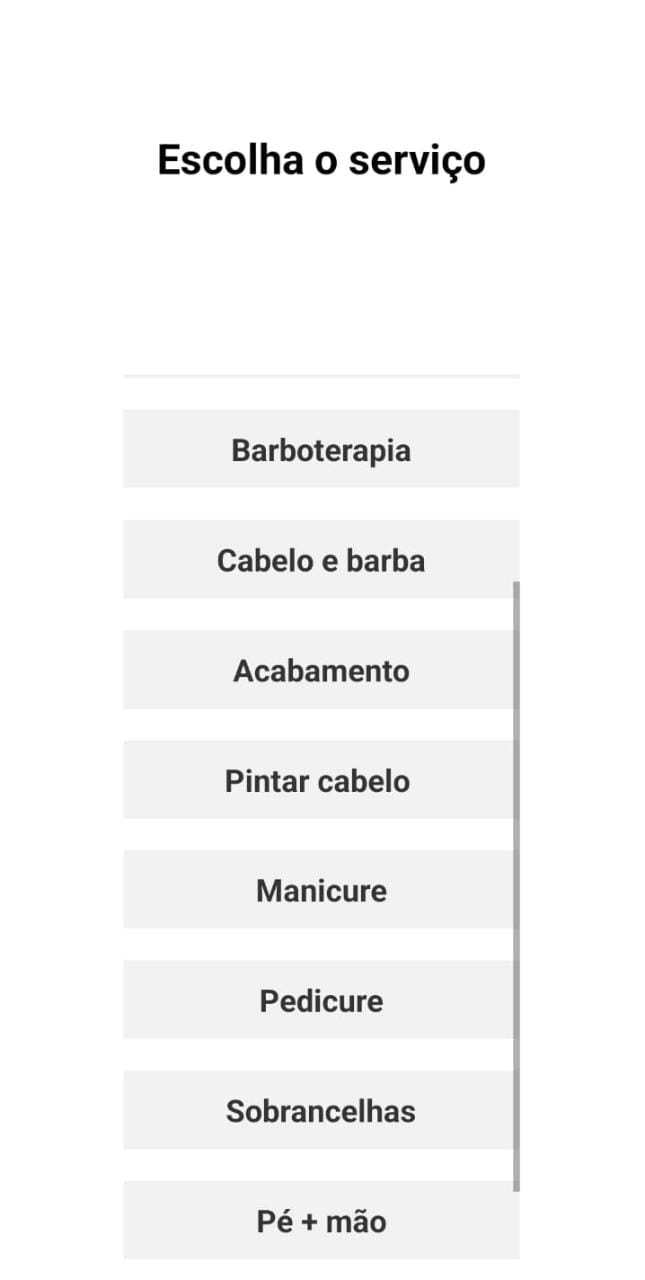 Escolha o serviço
Barboterapia
Cabelo e barba
Acabamento
Pintar cabelo
Manicure
Pedicure
Sobrancelhas
Pé + mão